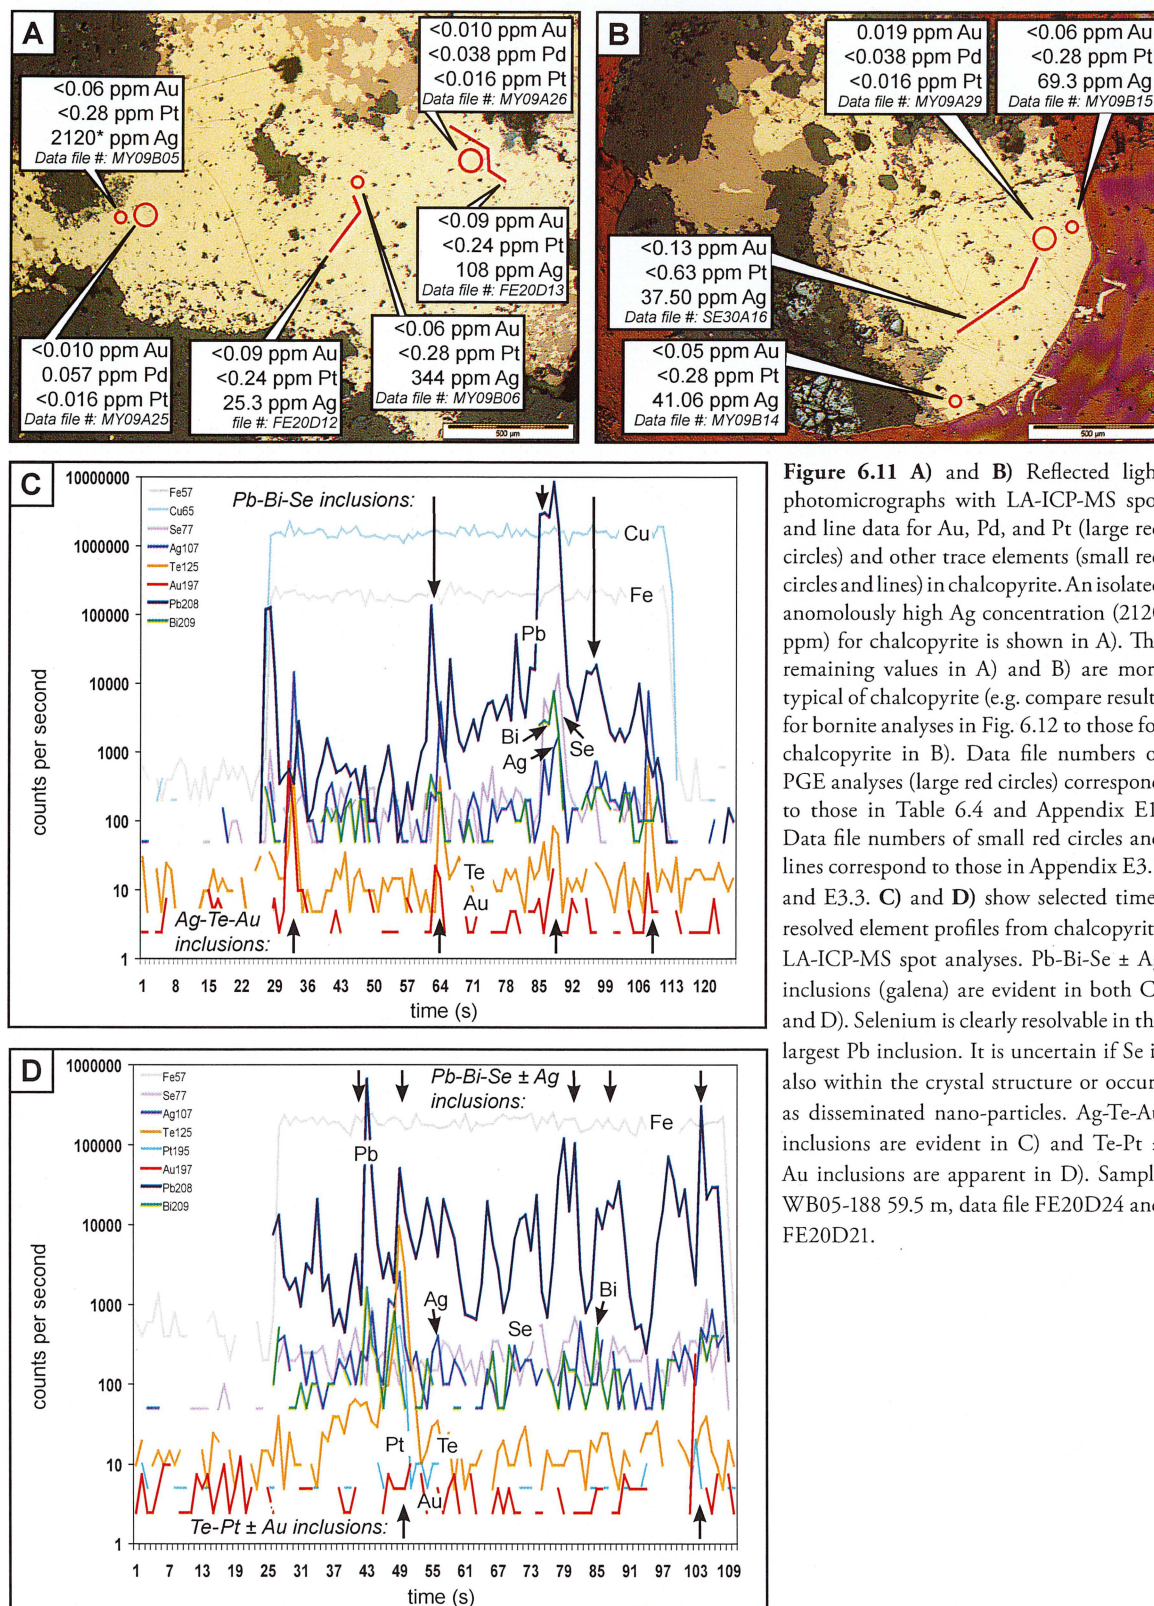 A
<0.010 ppm Au
<0.038 ppm Pd
<0.016 ppm Pt
Data file #: MY09A26
<0.06 ppm Au
<0.28 ppm Pt
2120* ppm Ag
Data file #: MY09B05
<0.09 ppm Au
<0.24 ppm Pt
108 ppm Ag
Data file #: FE20D13
<0.010 ppm Au
0.057 ppm Pd
<0.016 ppm Pt
Data file #: MY09A25
<0.09 ppm Au
<0.24 ppm Pt
25.3 ppm Ag
file #: FE20D12
<0.06 ppm Au
<0.28 ppm Pt
344 ppm Ag
Data file #: MY09B06
500 µm
B
0.019 ppm Au
<0.038 ppm Pd
<0.016 ppm Pt
Data file #: MY09A29
<0.06 ppm Au
<0.28 ppm Pt
69.3 ppm Ag
Data file #: MY09B15
<0.13 ppm Au
<0.63 ppm Pt
37.50 ppm Ag
Data file #: SE30A16
<0.05 ppm Au
<0.28 ppm Pt
41.06 ppm Ag
Data file #: MY09B14
500 µm
C
10000000
1000000
100000
10000
1000
100
10
1
counts per second
Fe57
Cu65
Se77
Ag107
Te125
Au197
Pb208
Bi209
Pb-Bi-Se inclusions:
Cu
Fe
Pb
Bi
Se
Ag
Te
Au
Ag-Te-Au
inclusions:
1 8 15 22 29 36 43 50 57 64 71 78 85 92 99 106 113 120
time (s)
D
1000000
100000
10000
1000
100
10
1
counts per second
Fe57
Se77
Ag107
Te125
Pt195
Au197
Pb208
Bi209
Pb-Bi-Se ± Ag
inclusions:
Fe
Pb
Ag
Bi
Se
Pt
Te
Au
Te-Pt ± Au inclusions:
1 7 13 19 25 31 37 43 49 55 61 67 73 79 85 91 97 103 109
time (s)
Figure 6.11 A) and B) Reflected ligh
photomicrographs with LA-ICP-MS spo
and line data for Au, Pd, and Pt (large red
circles) and other trace elements (small red
circles and lines) in chalcopyrite. An isolated
anomolously high Ag concentration (2120
ppm) for chalcopyrite is shown in A). Th
remaining values in A) and B) are mor
typical of chalcopyrite (e.g. compare result
for bornite analyses in Fig. 6.12 to those fo
chalcopyrite in B). Data file numbers o
PGE analyses (large red circles) correspond
to those in Table 6.4 and Appendix E1
Data file numbers of small red circles and
lines correspond to those in Appendix E3.
and E3.3. C) and D) show selected time
resolved element profiles from chalcopyrit
LA-ICP-MS spot analyses. Pb-Bi-Se ± Ag
inclusions (galena) are evident in both C
and D). Selenium is clearly resolvable in th
largest Pb inclusion. It is uncertain if Se i
also within the crystal structure or occur
as disseminated nano-particles. Ag-Te-Au
inclusions are evident in C) and Te-Pt ±
Au inclusions are apparent in D). Sampl
WB05-188 59.5 m, data file FE20D24 and
FE20D21.